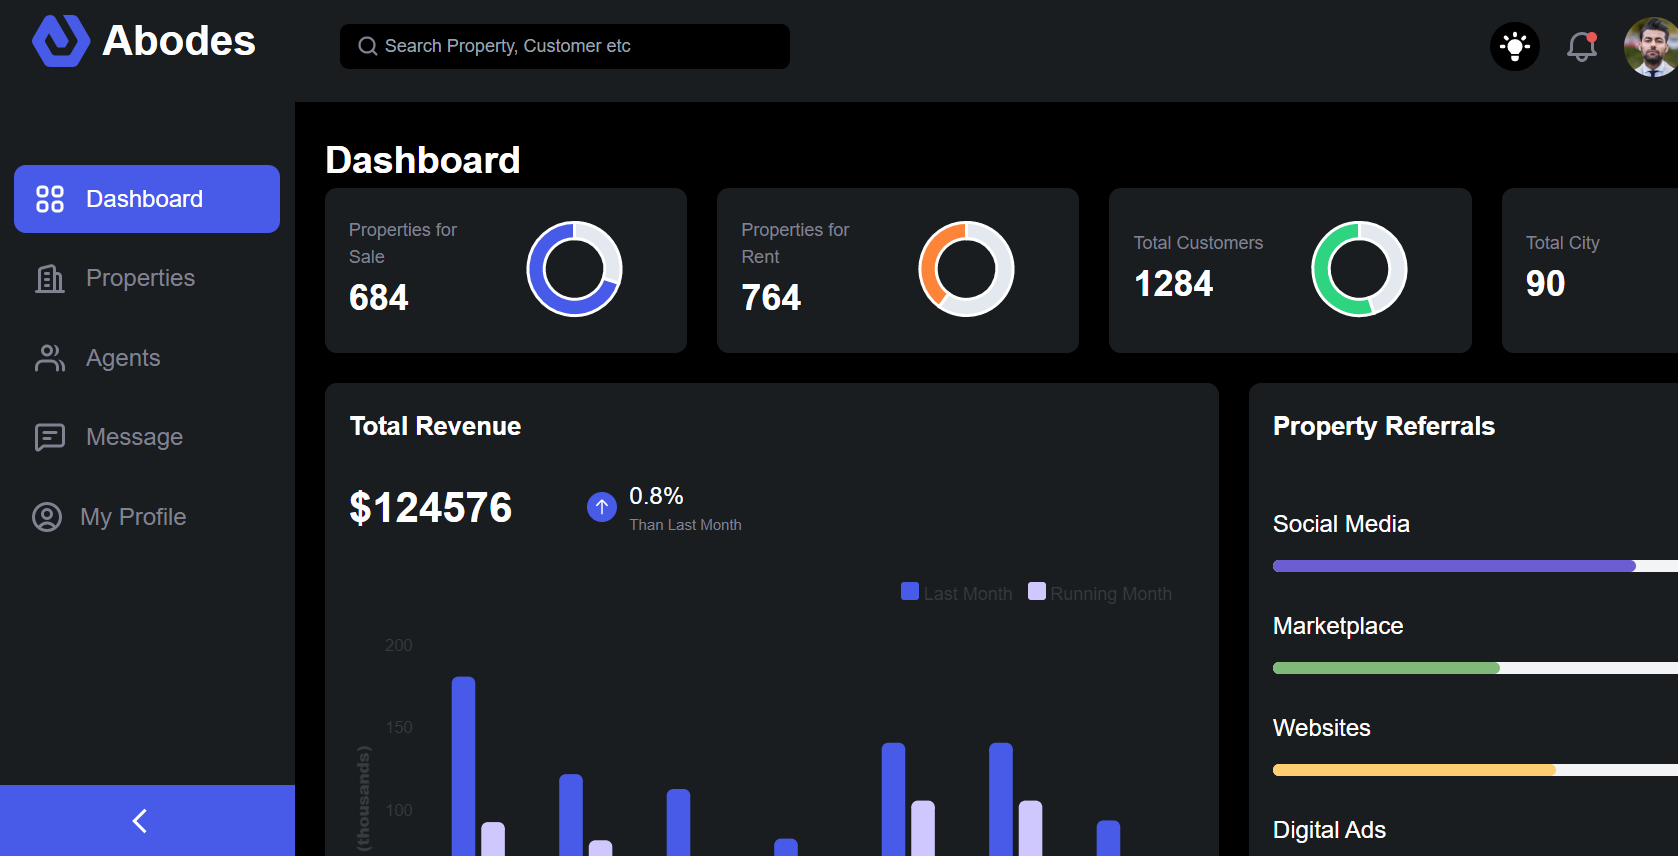 Abodes
Search Property, Customer etc
Dashboard
Properties
Agents
Message
My Profile
Dashboard
Properties for
Sale
684
Properties for
Rent
764
Total Customers
1284
Total City
90
Total Revenue
$124576
0.8%
Than Last Month
Last Month
Running Month
200
150
100
(thousands)
Property Referrals
Social Media
Marketplace
Websites
Digital Ads